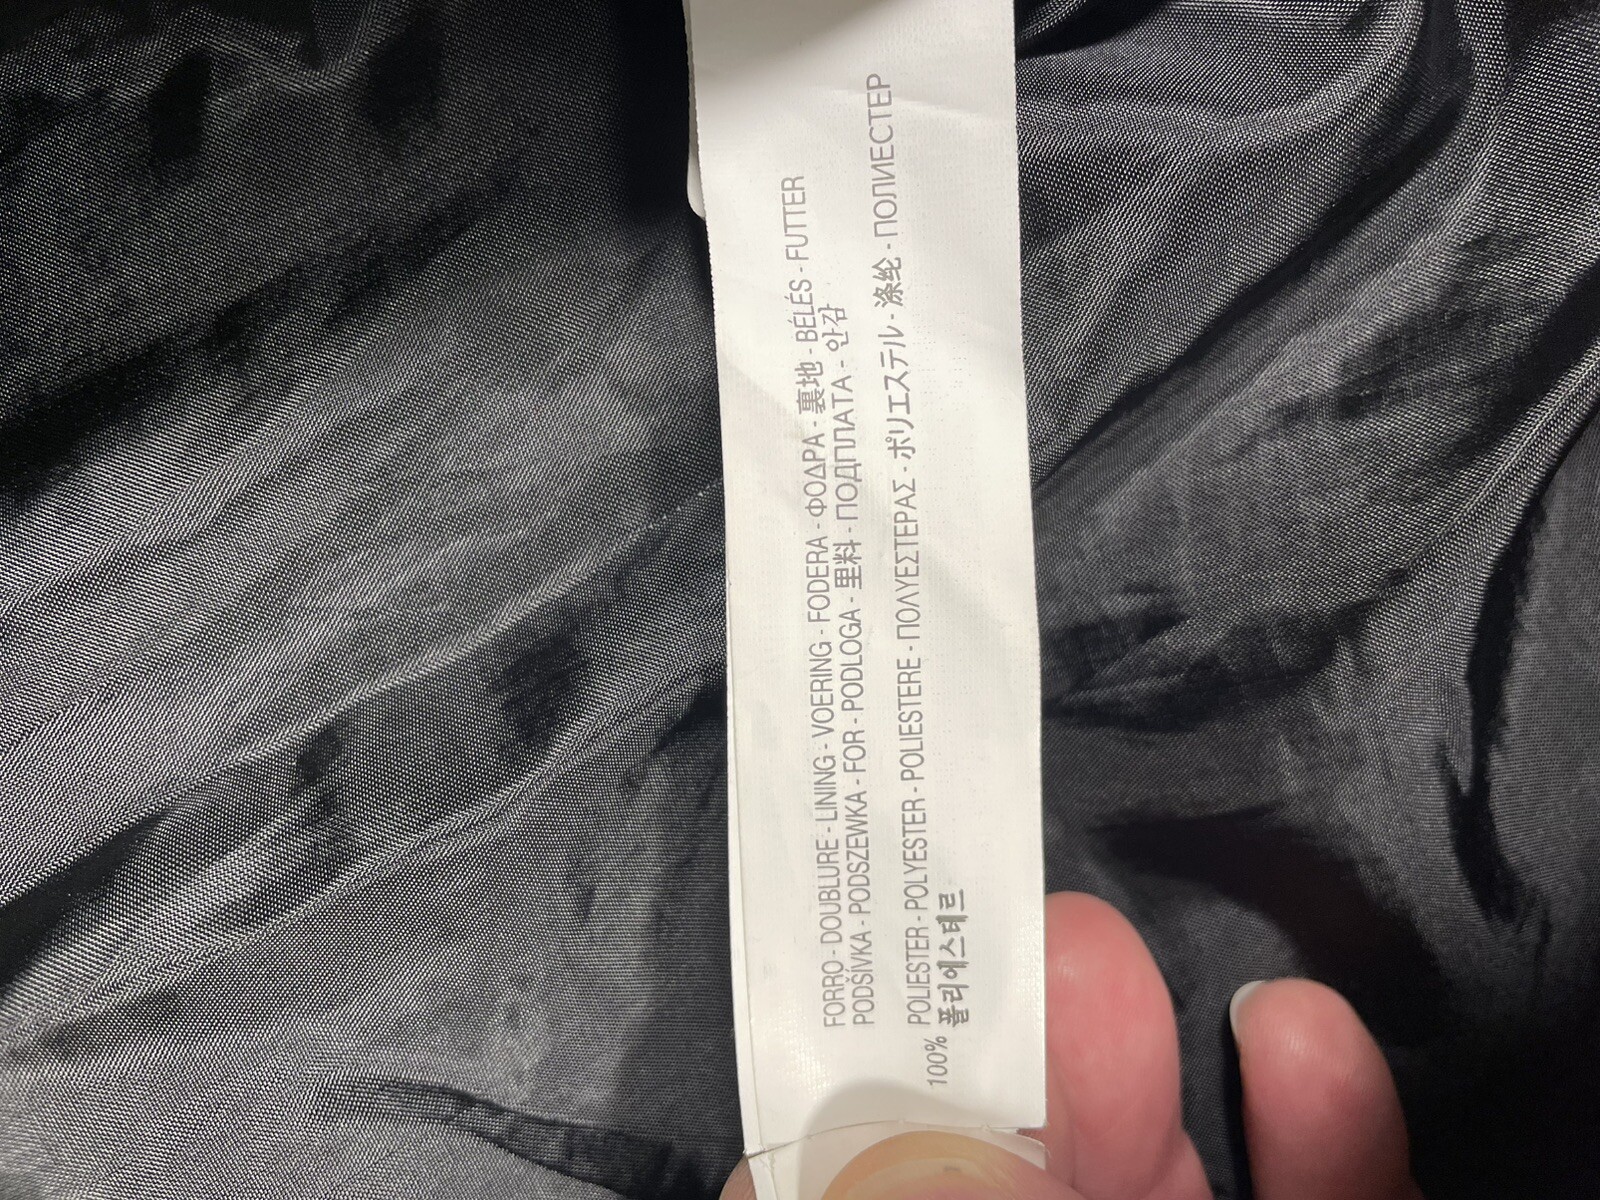 FORRO - DOUBLURE - LINING - VOERING - FODERA - ΦΟΔΡΑ - 裏地 - BÉLÉS - FUTTER
PODŠÍVKA - PODSZEWKA - FOR - PODLOGA - 里料 - ПОДПЛАТА - 안감
100% POLIESTER - POLYESTER - POLIESTERE - ΠΟΛΥΕΣΤΕΡΑΣ - ポリエステル - 涤纶 - ПОЛИЕСТЕР
폴리에스테르